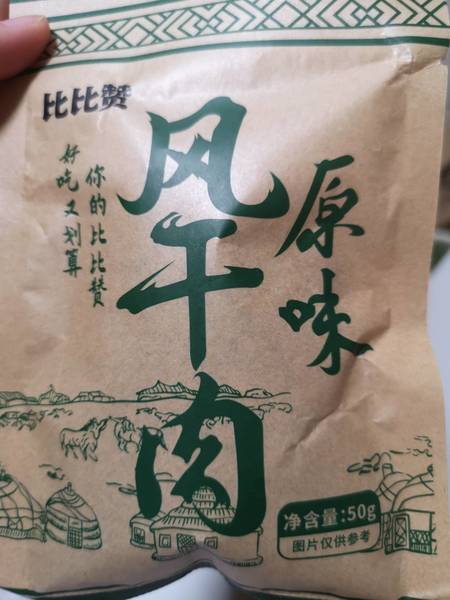 比比赞
风干肉
原味
你的比比赞
好吃又划算
净含量:50g
图片仅供参考